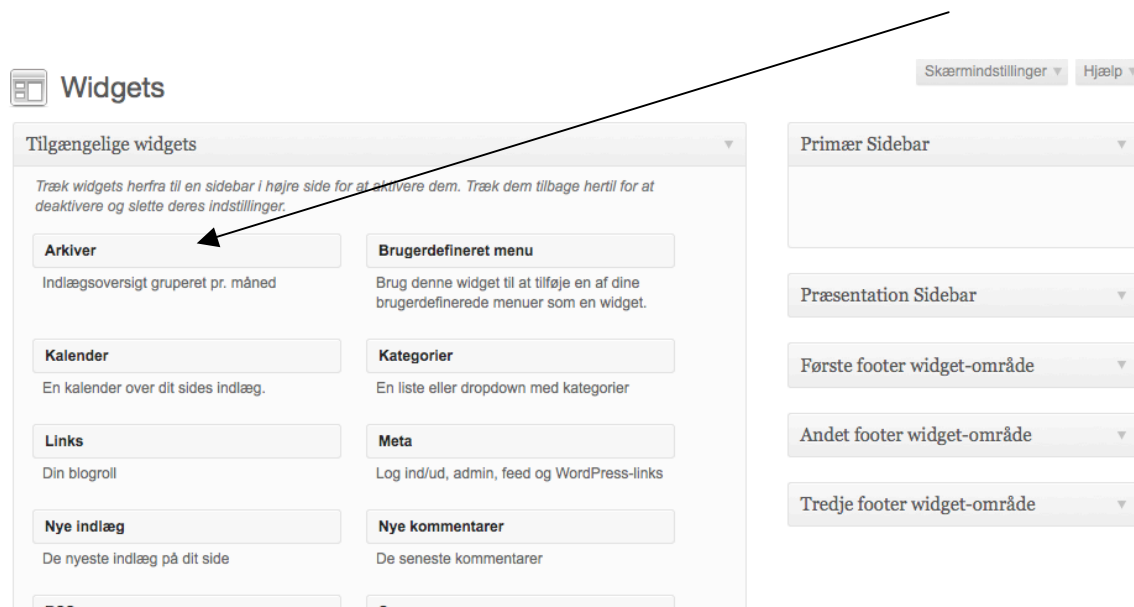 Skærmindstillinger Hjælp
Widgets
Tilgængelige widgets
Træk widgets herfra til en sidebar i højre side for at aktivere dem. Træk dem tilbage hertil for at
deaktivere og slette deres indstillinger.
Arkiver
Indlægsoversigt gruperet pr. måned
Brugerdefineret menu
Brug denne widget til at tilføje en af dine
brugerdefinerede menuer som en widget.
Kalender
En kalender over dit sides indlæg.
Kategorier
En liste eller dropdown med kategorier
Links
Din blogroll
Meta
Log ind/ud, admin, feed og WordPress-links
Nye indlæg
De nyeste indlæg på dit side
Nye kommentarer
De seneste kommentarer
Primær Sidebar
Præsentation Sidebar
Første footer widget-område
Andet footer widget-område
Tredje footer widget-område